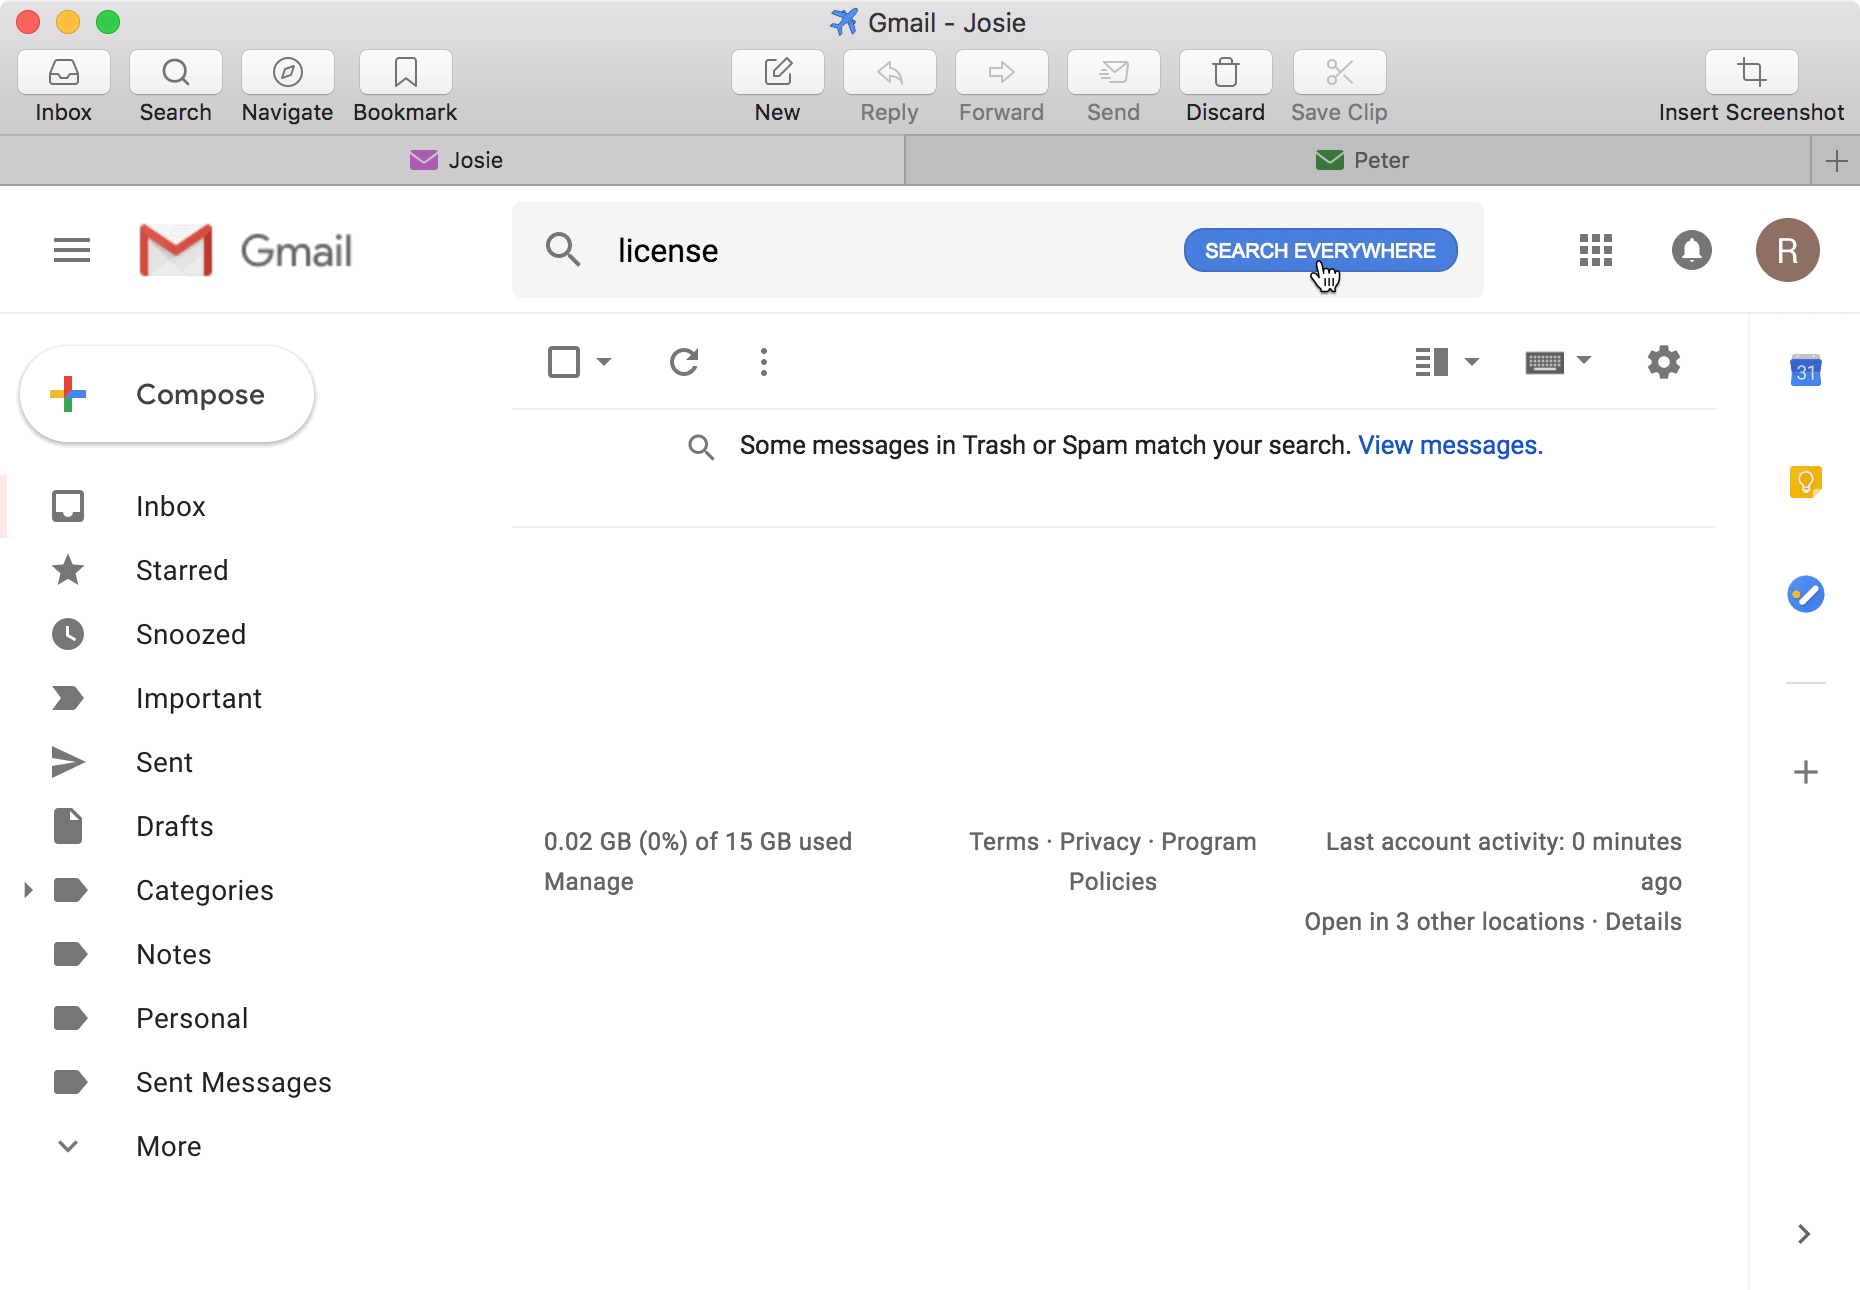 Gmail - Josie
Inbox
Search
Navigate
Bookmark
New
Reply
Forward
Send
Discard
Save Clip
Insert Screenshot
Josie
Peter
Gmail
license
SEARCH EVERYWHERE
R
Compose
31
Some messages in Trash or Spam match your search. View messages.
Inbox
Starred
Snoozed
Important
Sent
Drafts
Categories
Notes
Personal
Sent Messages
More
0.02 GB (0%) of 15 GB used
Manage
Terms · Privacy · Program
Policies
Last account activity: 0 minutes
ago
Open in 3 other locations · Details